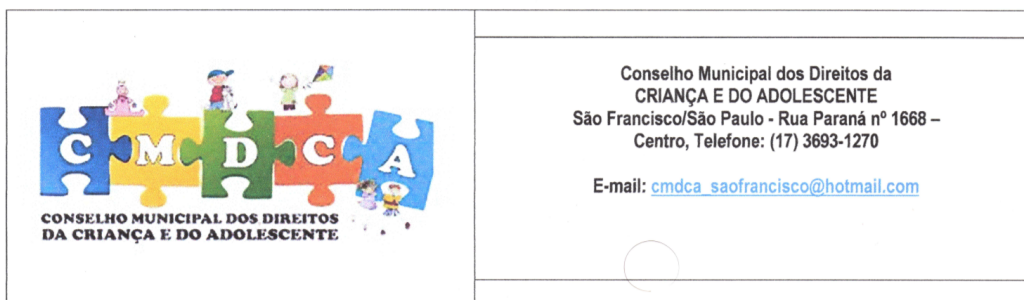 C M D C A
CONSELHO MUNICIPAL DOS DIREITOS
DA CRIANÇA E DO ADOLESCENTE
Conselho Municipal dos Direitos da
CRIANÇA E DO ADOLESCENTE
São Francisco/São Paulo - Rua Paraná nº 1668 –
Centro, Telefone: (17) 3693-1270
E-mail: cmdca_saofrancisco@hotmail.com